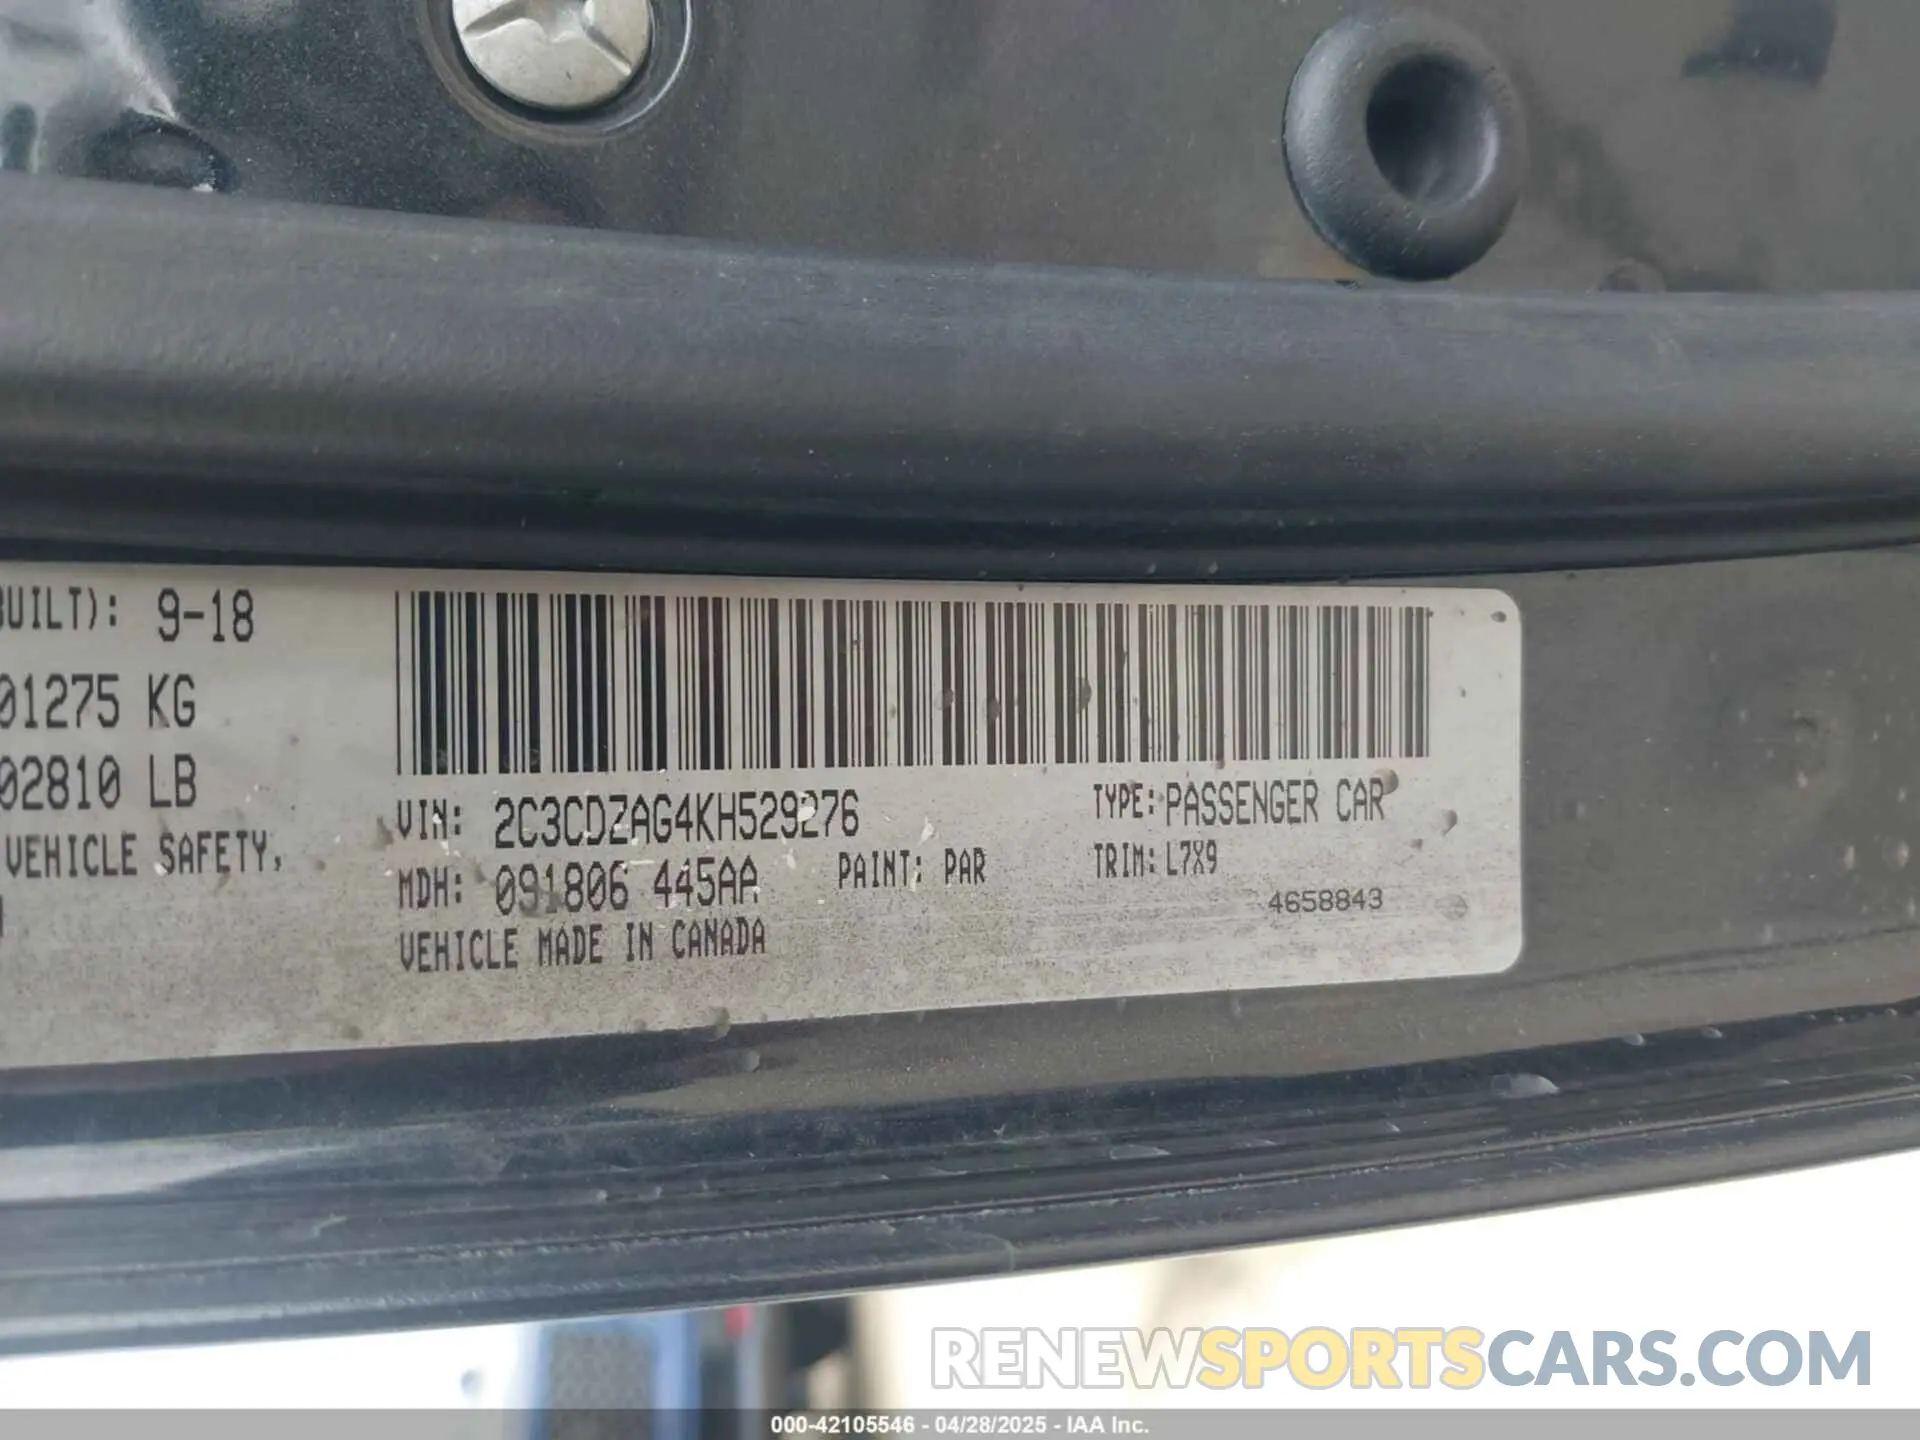 BUILT): 9-18
01275 KG
02810 LB
VEHICLE SAFETY,
VIN: 2C3CDZAG4KH529276
TYPE: PASSENGER CAR
MDH: 091806 445AA
PAINT: PAR
TRIM: L7X9
4658843
VEHICLE MADE IN CANADA
RENEWSPORTSCARS.COM
000-42105546 - 04/28/2025 - IAA Inc.